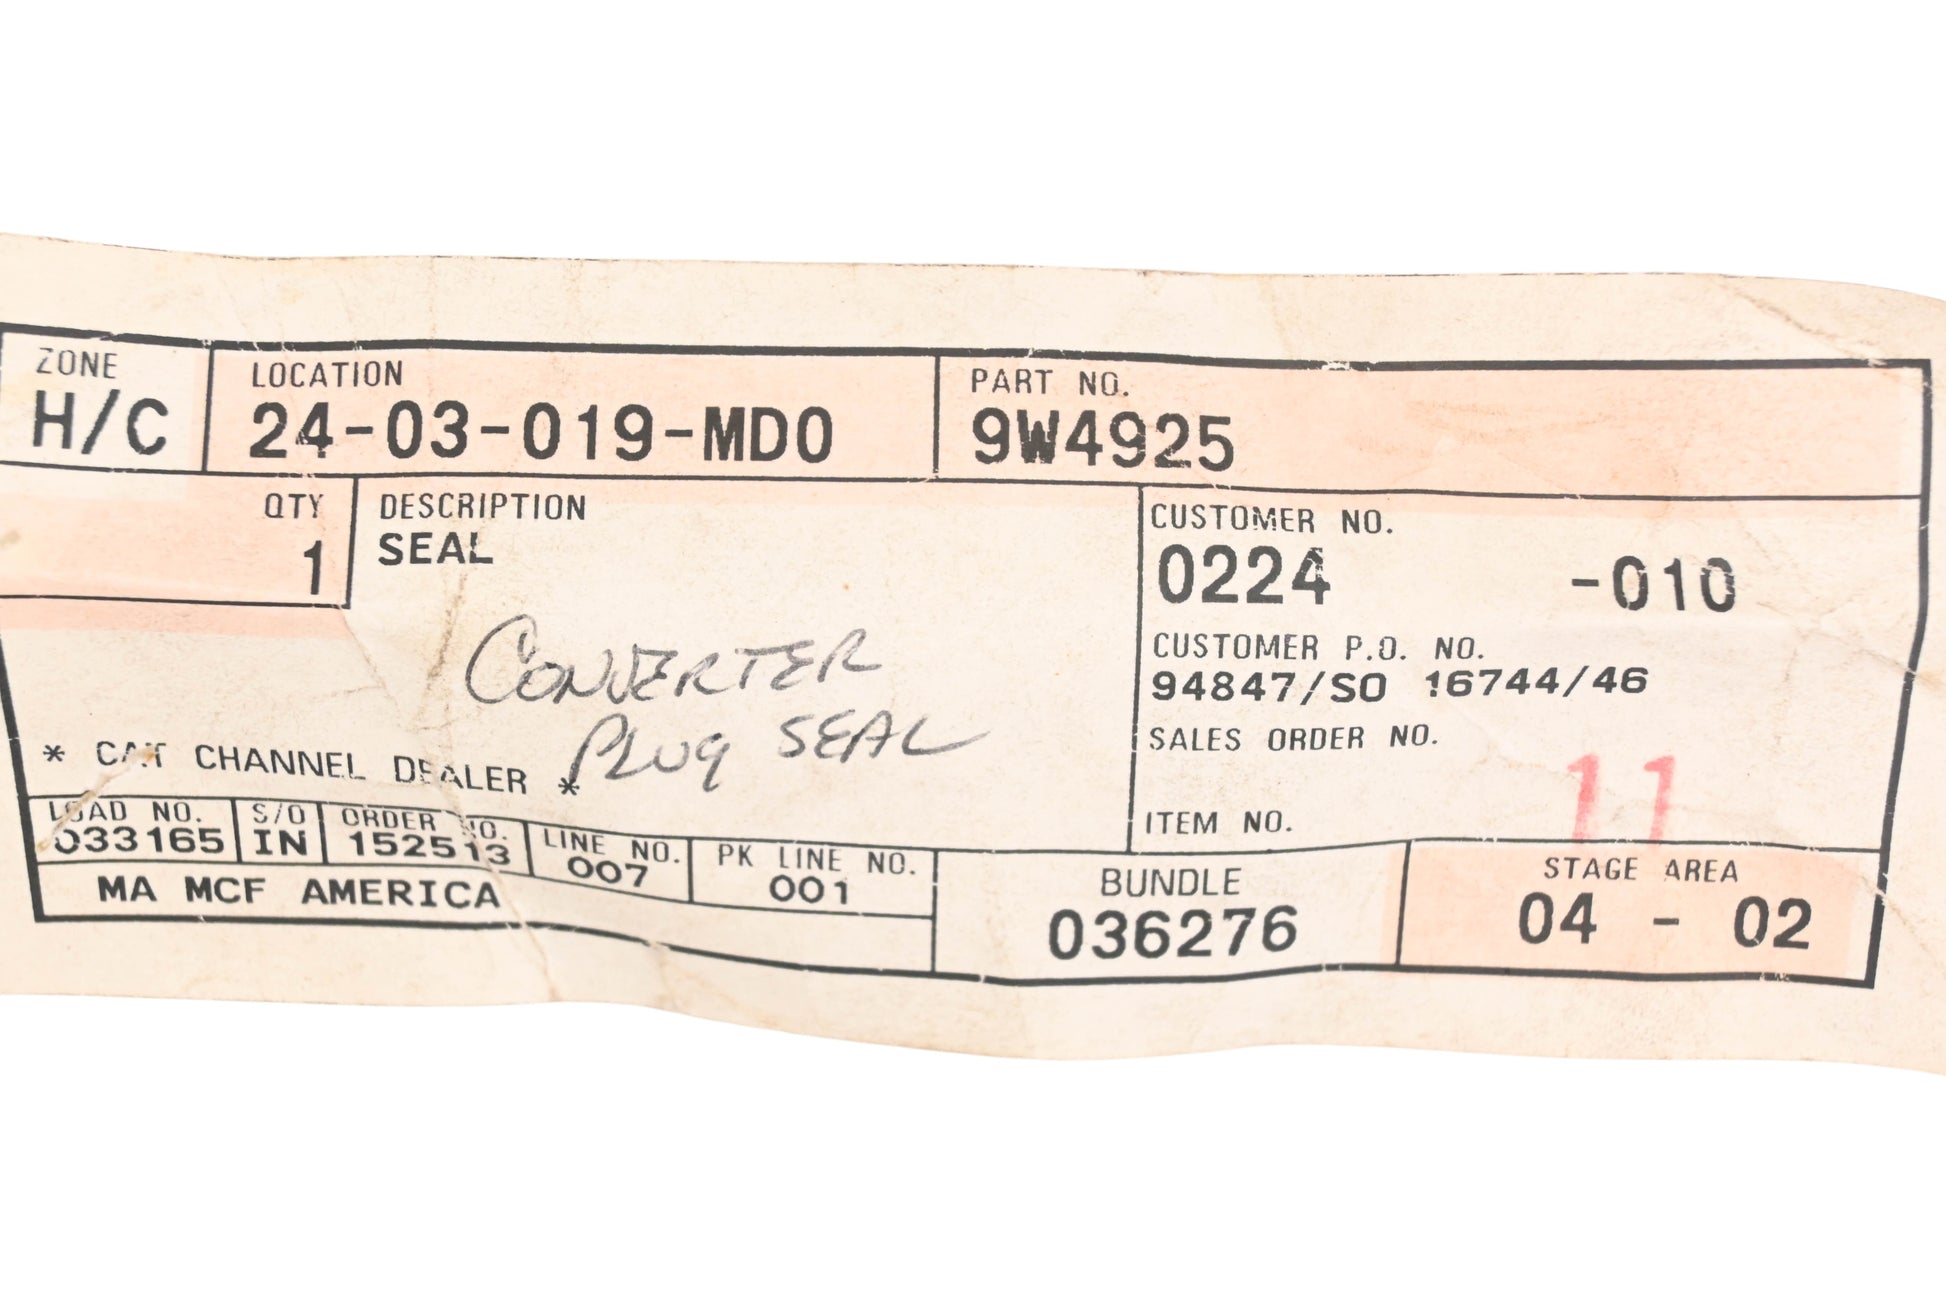 ZONE
H/C
LOCATION
24-03-019-MD0
PART NO.
9W4925
QTY
1
DESCRIPTION
SEAL
CONVERTER
PLUG SEAL
CUSTOMER NO.
0224 -010
CUSTOMER P.O. NO.
94847/SO 16744/46
SALES ORDER NO.
11
ITEM NO.
* CAT CHANNEL DEALER *
LOAD NO.
033165
S/O
IN
ORDER NO.
152513
LINE NO.
007
PK LINE NO.
001
MA MCF AMERICA
BUNDLE
036276
STAGE AREA
04 - 02